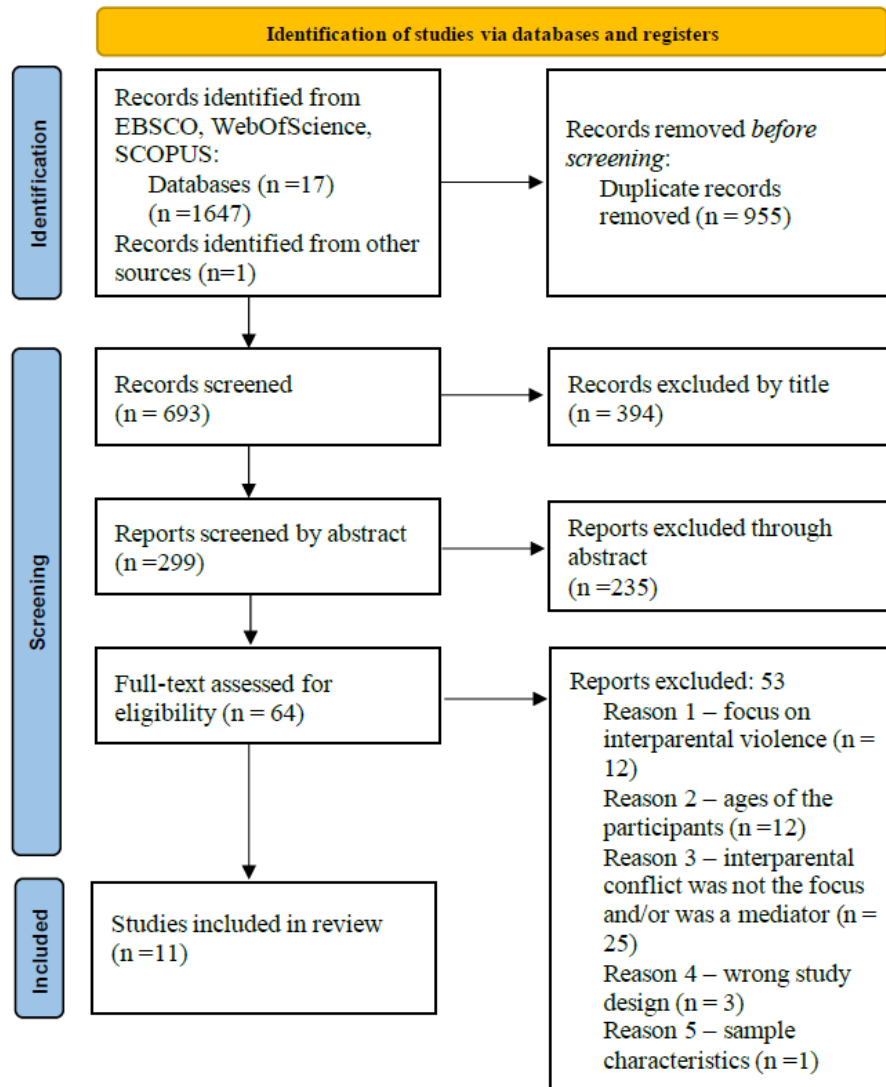 Identification of studies via databases and registers
Identification
Records identified from
EBSCO, WebOfScience,
SCOPUS:
Databases (n =17)
(n =1647)
Records identified from other
sources (n=1)
Records removed before
screening:
Duplicate records
removed (n = 955)
Screening
Records screened
(n = 693)
Records excluded by title
(n = 394)
Reports screened by abstract
(n =299)
Reports excluded through
abstract
(n =235)
Full-text assessed for
eligibility (n = 64)
Reports excluded: 53
Reason 1 – focus on
interparental violence (n =
12)
Reason 2 – ages of the
participants (n =12)
Reason 3 – interparental
conflict was not the focus
and/or was a mediator (n =
25)
Reason 4 – wrong study
design (n = 3)
Reason 5 – sample
characteristics (n =1)
Included
Studies included in review
(n =11)